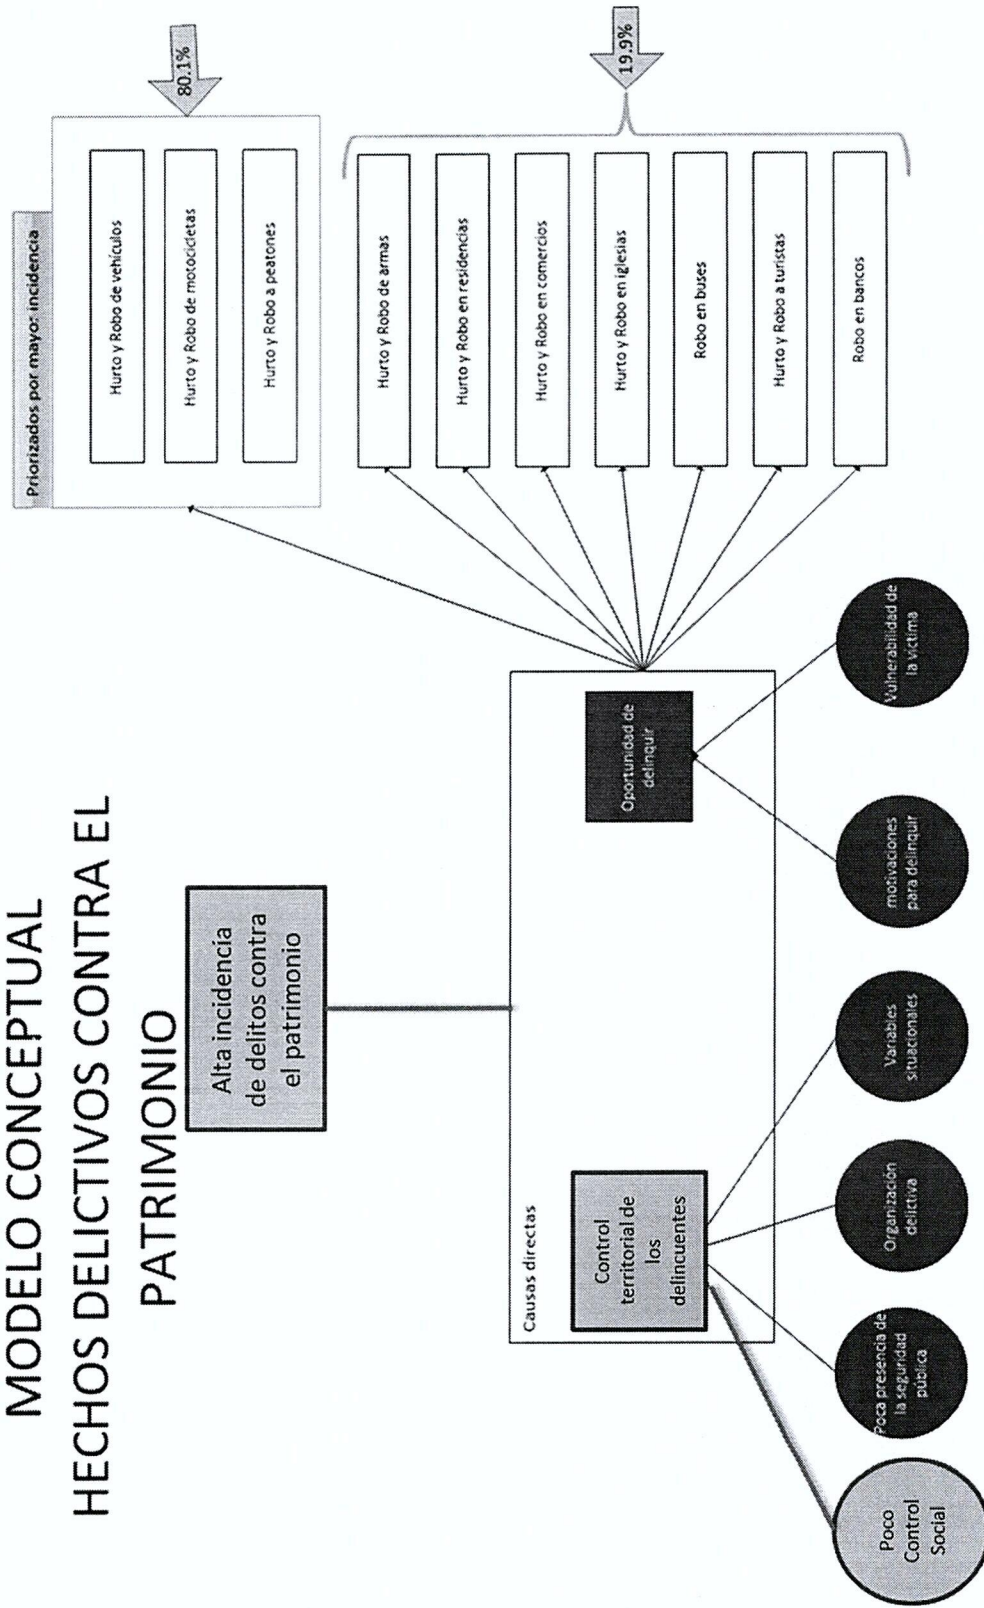 MODELO CONCEPTUAL
HECHOS DELICTIVOS CONTRA EL
PATRIMONIO
Alta incidencia
de delitos contra
el patrimonio
Causas directas
Control
territorial de
los
delincuentes
Oportunidad de
delinquir
Poco
Control
Social
Poca presencia de
la seguridad
pública
Organización
delictiva
Variables
situacionales
motivaciones
para delinquir
Vulnerabilidad de
la víctima
Priorizados por mayo: incidencia
Hurto y Robo de vehículos
Hurto y Robo de motocicletas
Hurto y Robo a peatones
80.1%
Hurto y Robo de armas
Hurto y Robo en residencias
Hurto y Robo en comercios
Hurto y Robo en iglesias
Robo en buses
Hurto y Robo a turistas
Robo en bancos
19.9%